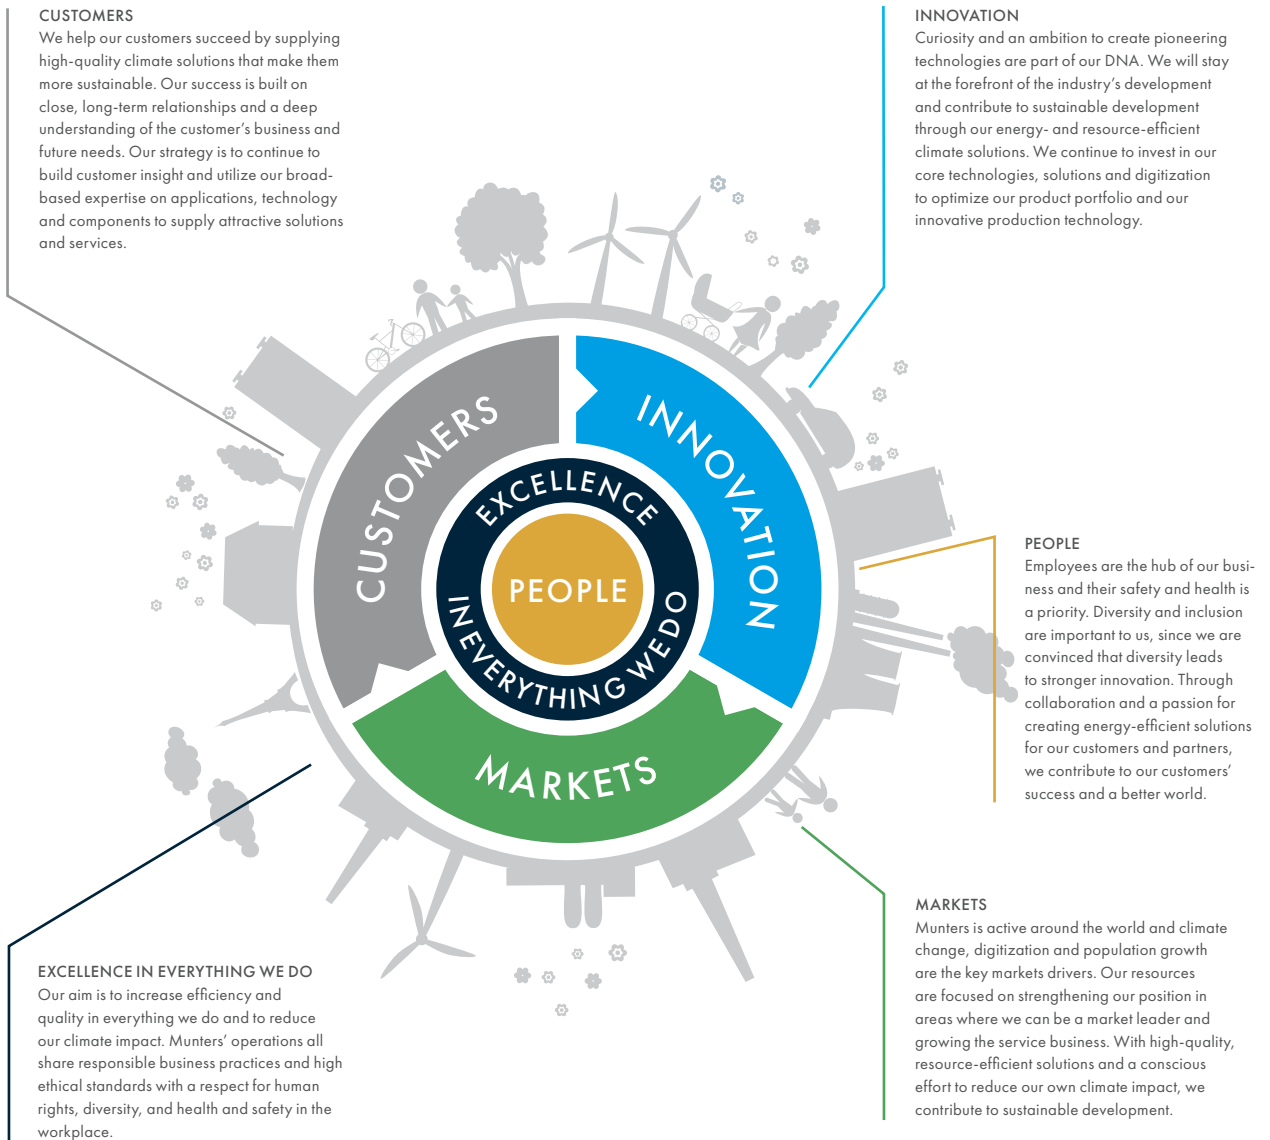 CUSTOMERS
We help our customers succeed by supplying
high-quality climate solutions that make them
more sustainable. Our success is built on
close, long-term relationships and a deep
understanding of the customer’s business and
future needs. Our strategy is to continue to
build customer insight and utilize our broad-
based expertise on applications, technology
and components to supply attractive solutions
and services.
INNOVATION
Curiosity and an ambition to create pioneering
technologies are part of our DNA. We will stay
at the forefront of the industry’s development
and contribute to sustainable development
through our energy- and resource-efficient
climate solutions. We continue to invest in our
core technologies, solutions and digitization
to optimize our product portfolio and our
innovative production technology.
CUSTOMERS
INNOVATION
EXCELLENCE
IN EVERYTHING WE DO
PEOPLE
MARKETS
PEOPLE
Employees are the hub of our busi-
ness and their safety and health is
a priority. Diversity and inclusion
are important to us, since we are
convinced that diversity leads
to stronger innovation. Through
collaboration and a passion for
creating energy-efficient solutions
for our customers and partners,
we contribute to our customers’
success and a better world.
EXCELLENCE IN EVERYTHING WE DO
Our aim is to increase efficiency and
quality in everything we do and to reduce
our climate impact. Munters’ operations all
share responsible business practices and high
ethical standards with a respect for human
rights, diversity, and health and safety in the
workplace.
MARKETS
Munters is active around the world and climate
change, digitization and population growth
are the key markets drivers. Our resources
are focused on strengthening our position in
areas where we can be a market leader and
growing the service business. With high-quality,
resource-efficient solutions and a conscious
effort to reduce our own climate impact, we
contribute to sustainable development.